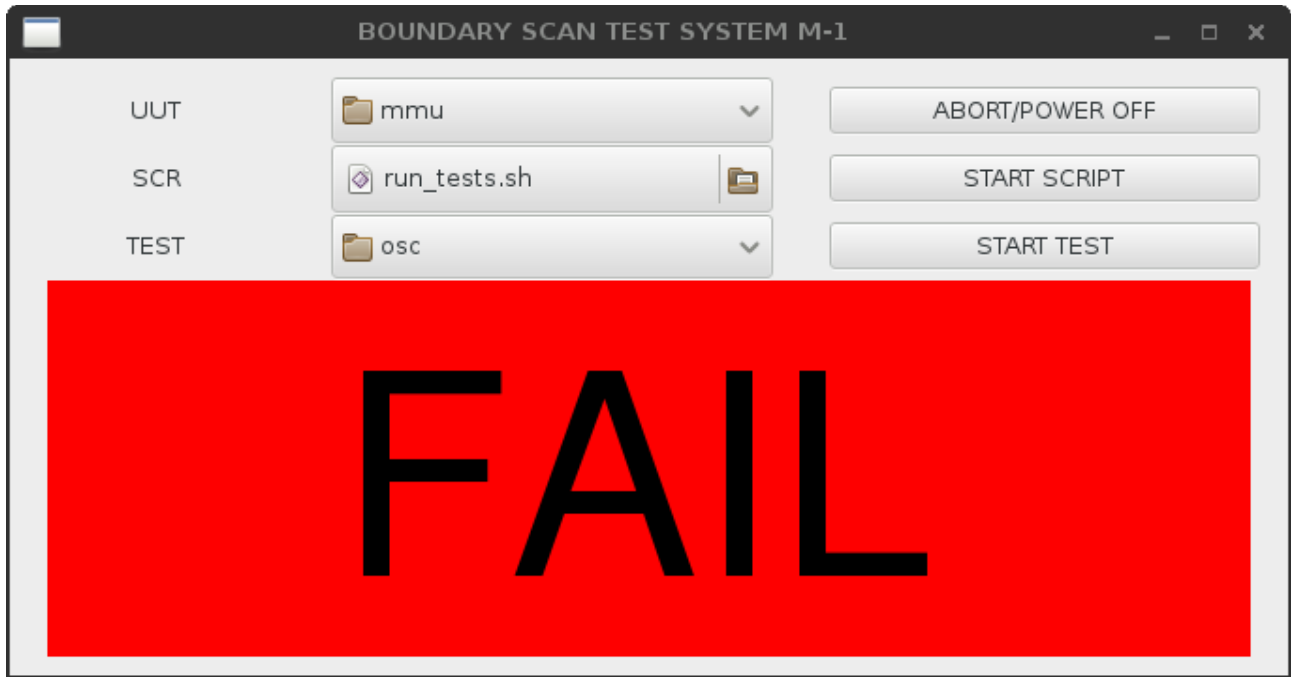 BOUNDARY SCAN TEST SYSTEM M-1
UUT mmu ABORT/POWER OFF
SCR run_tests.sh START SCRIPT
TEST osc START TEST
FAIL